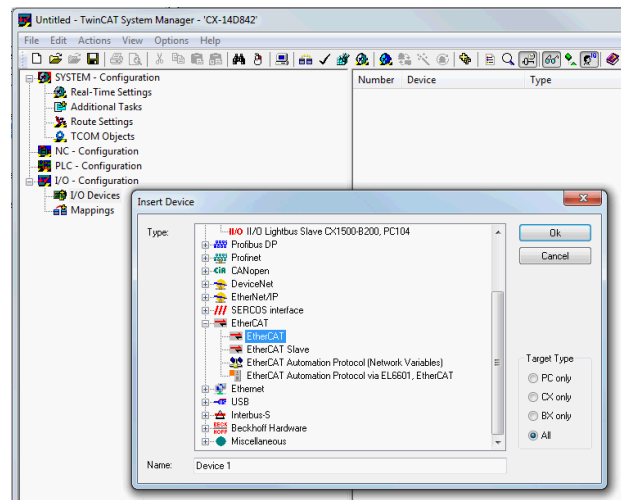 Untitled - TwinCAT System Manager - 'CX-14D842'
File Edit Actions View Options Help
SYSTEM - Configuration
Real-Time Settings
Additional Tasks
Route Settings
TCOM Objects
NC - Configuration
PLC - Configuration
I/O - Configuration
I/O Devices
Mappings
Number Device Type
Insert Device
Type:
II/O Lightbus Slave CX1500-B200, PC104
Profibus DP
Profinet
CANopen
DeviceNet
EtherNet/IP
SERCOS interface
EtherCAT
EtherCAT
EtherCAT Slave
EtherCAT Automation Protocol (Network Variables)
EtherCAT Automation Protocol via EL6601, EtherCAT
Ethernet
USB
Interbus-S
Beckhoff Hardware
Miscellaneous
Ok
Cancel
Target Type
PC only
CX only
BX only
All
Name: Device 1